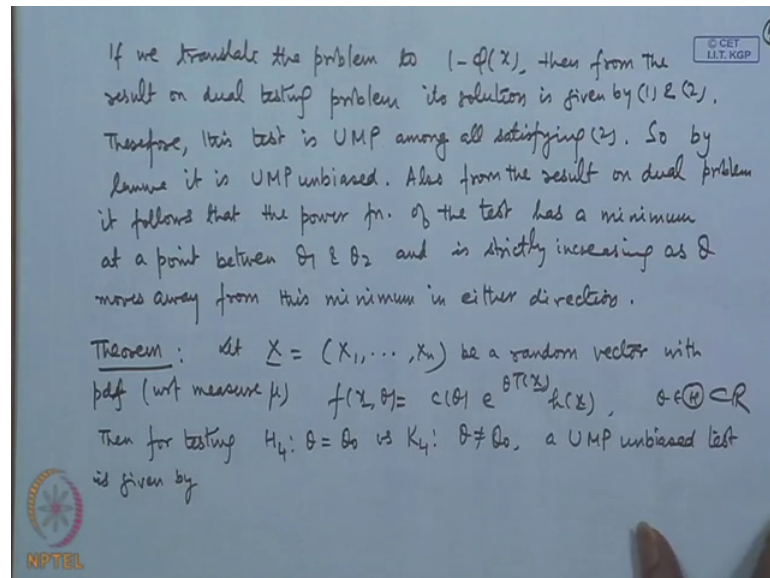 If we translate the problem to 1-φ(x), then from the
© CET
I.I.T. KGP
result on dual testing problem its solution is given by (1) & (2).
Therefore, this test is UMP among all satisfying (2). So by
lemma it is UMP unbiased. Also from the result on dual problem
it follows that the power fn. of the test has a minimum
at a point between θ₁ & θ₂ and is strictly increasing as θ
moves away from this minimum in either direction.
Theorem : Let X = (X₁, ⋯, Xₙ) be a random vector with
pdf (wrt measure μ) f(x, θ) = c(θ) e^{θT(x)} h(x), θ ∈ Ⓗ ⊂ R
Then for testing H₄: θ = θ₀ vs K₄: θ ≠ θ₀, a UMP unbiased test
is given by
NPTEL